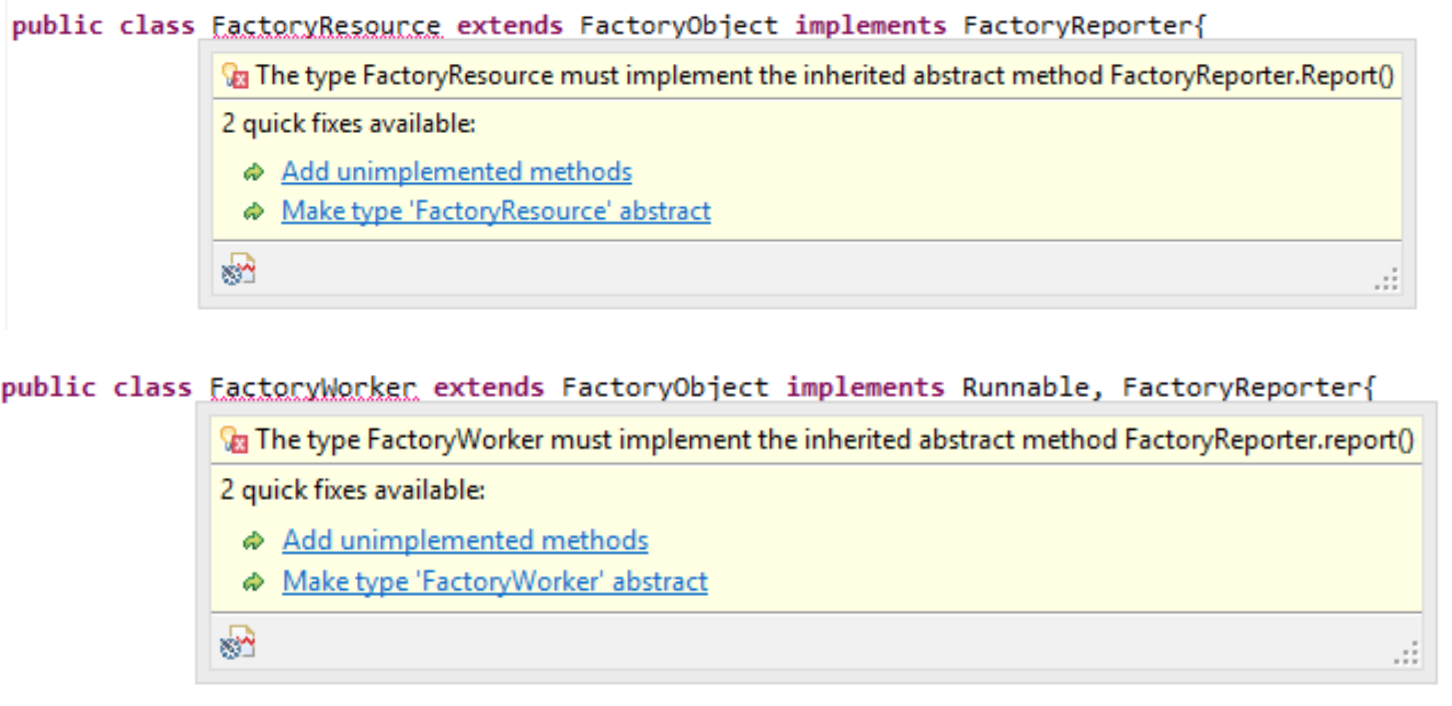 public class FactoryResource extends FactoryObject implements FactoryReporter{
The type FactoryResource must implement the inherited abstract method FactoryReporter.Report()
2 quick fixes available:
Add unimplemented methods
Make type 'FactoryResource' abstract
public class FactoryWorker extends FactoryObject implements Runnable, FactoryReporter{
The type FactoryWorker must implement the inherited abstract method FactoryReporter.report()
2 quick fixes available:
Add unimplemented methods
Make type 'FactoryWorker' abstract